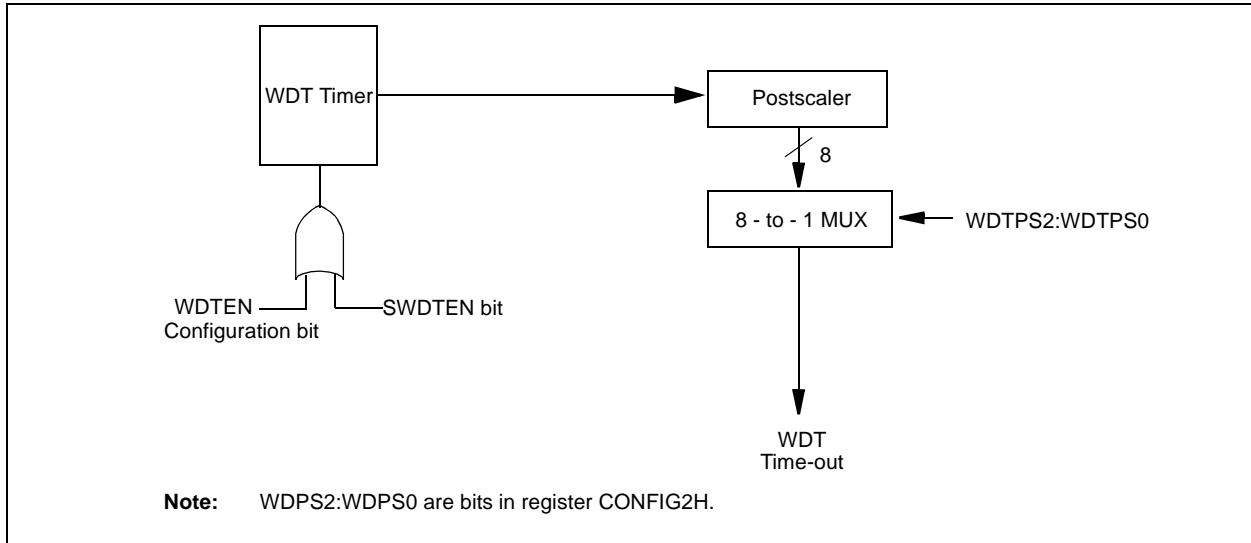 WDT Timer
Postscaler
8
8 - to - 1 MUX
WDTPS2:WDTPS0
WDTEN
Configuration bit
SWDTEN bit
WDT
Time-out
Note: WDPS2:WDPS0 are bits in register CONFIG2H.